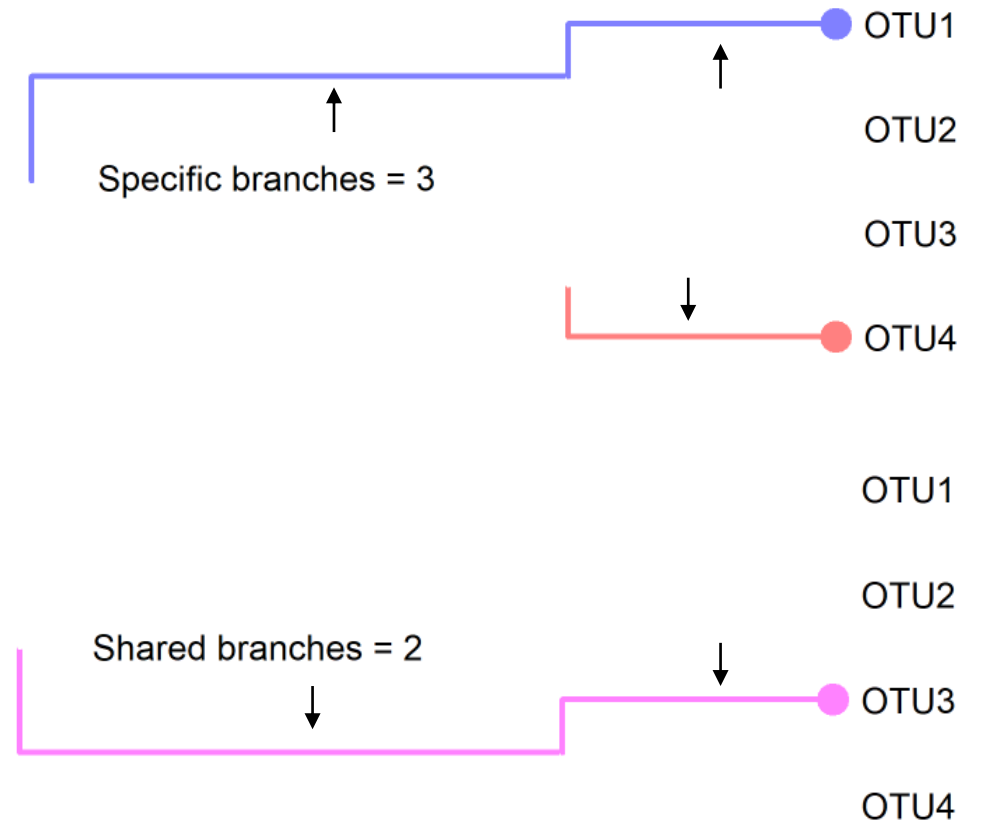 OTU1
OTU2
Specific branches = 3
OTU3
OTU4
OTU1
OTU2
Shared branches = 2
OTU3
OTU4